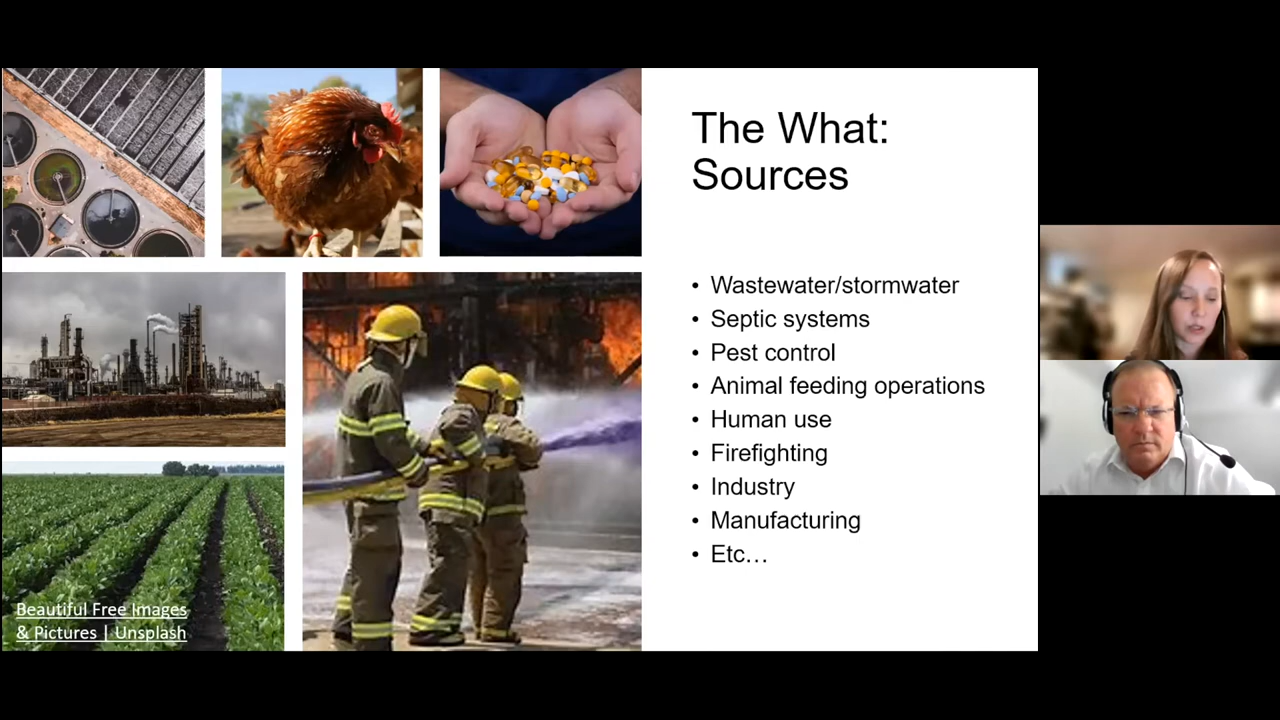 The What:
Sources
• Wastewater/stormwater
• Septic systems
• Pest control
• Animal feeding operations
• Human use
• Firefighting
• Industry
• Manufacturing
• Etc…
Beautiful Free Images
& Pictures | Unsplash